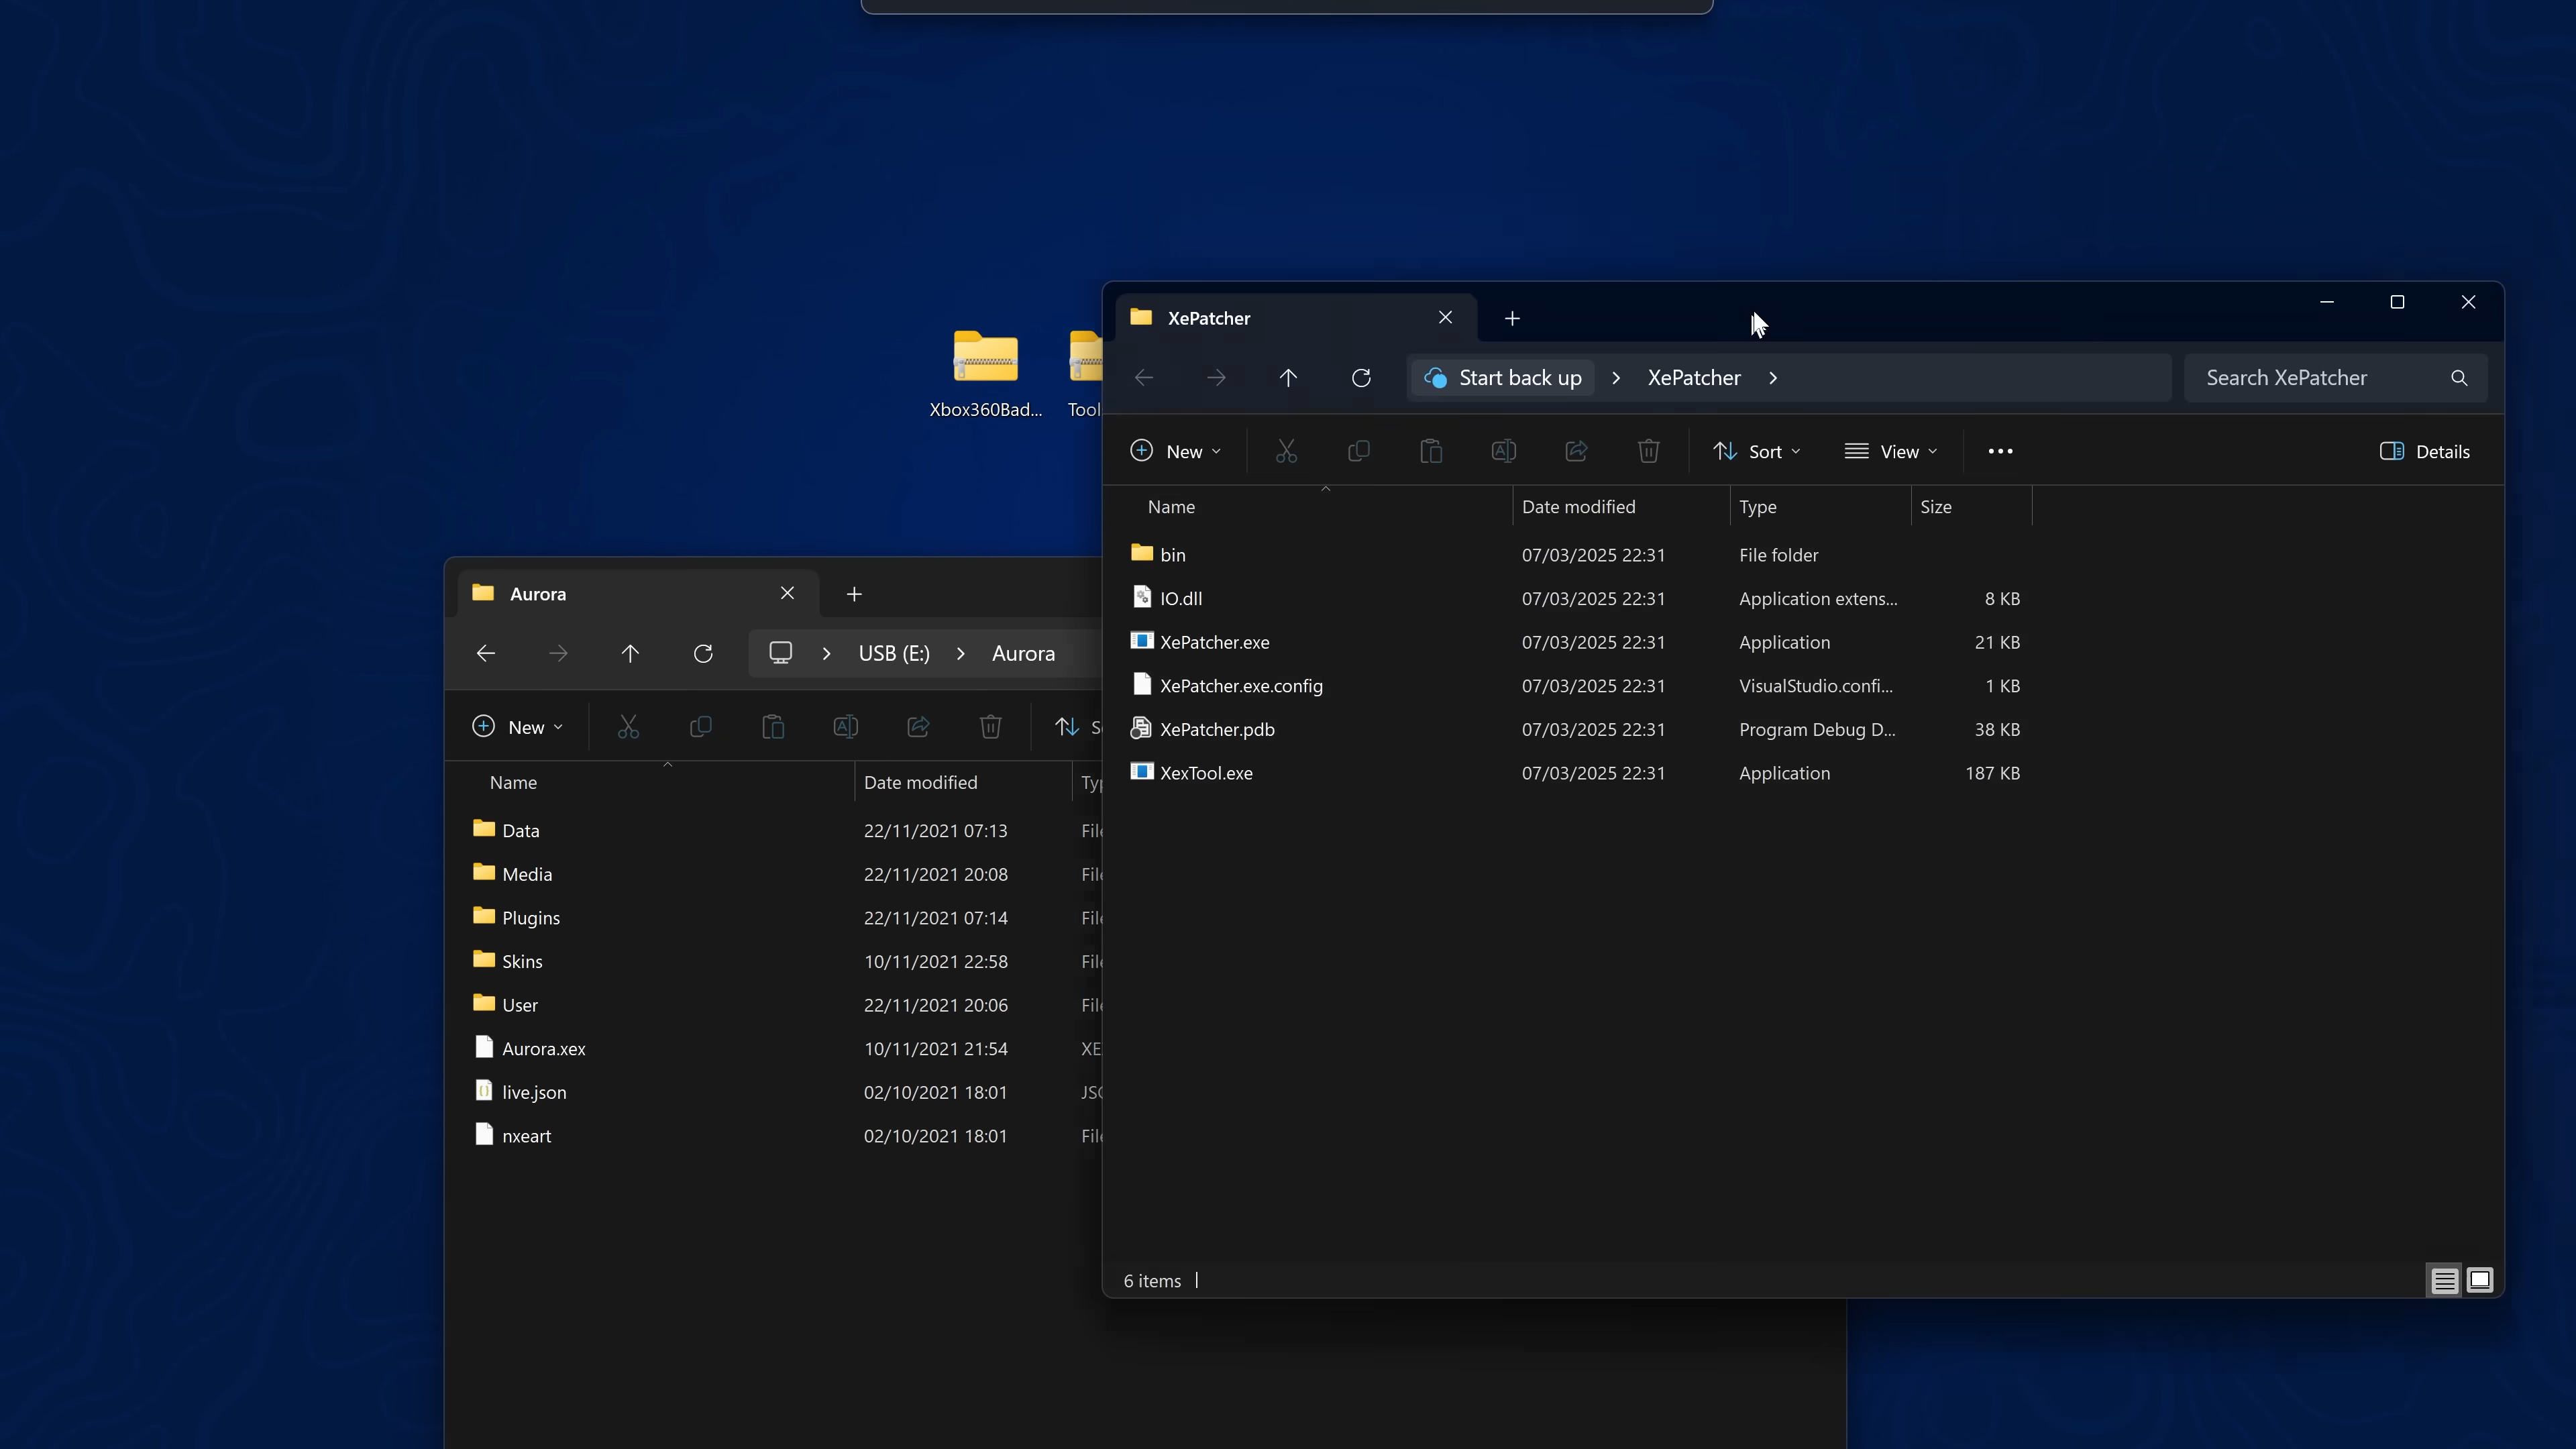 Xbox360Bad...
Tool
XePatcher
Start back up
XePatcher
Search XePatcher
New
Sort
View
Details
Name
Date modified
Type
Size
bin
07/03/2025 22:31
File folder
IO.dll
07/03/2025 22:31
Application extens...
8 KB
XePatcher.exe
07/03/2025 22:31
Application
21 KB
XePatcher.exe.config
07/03/2025 22:31
VisualStudio.confi...
1 KB
XePatcher.pdb
07/03/2025 22:31
Program Debug D...
38 KB
XexTool.exe
07/03/2025 22:31
Application
187 KB
6 items
Aurora
USB (E:)
Aurora
New
Name
Date modified
Data
22/11/2021 07:13
Media
22/11/2021 20:08
Plugins
22/11/2021 07:14
Skins
10/11/2021 22:58
User
22/11/2021 20:06
Aurora.xex
10/11/2021 21:54
live.json
02/10/2021 18:01
nxeart
02/10/2021 18:01